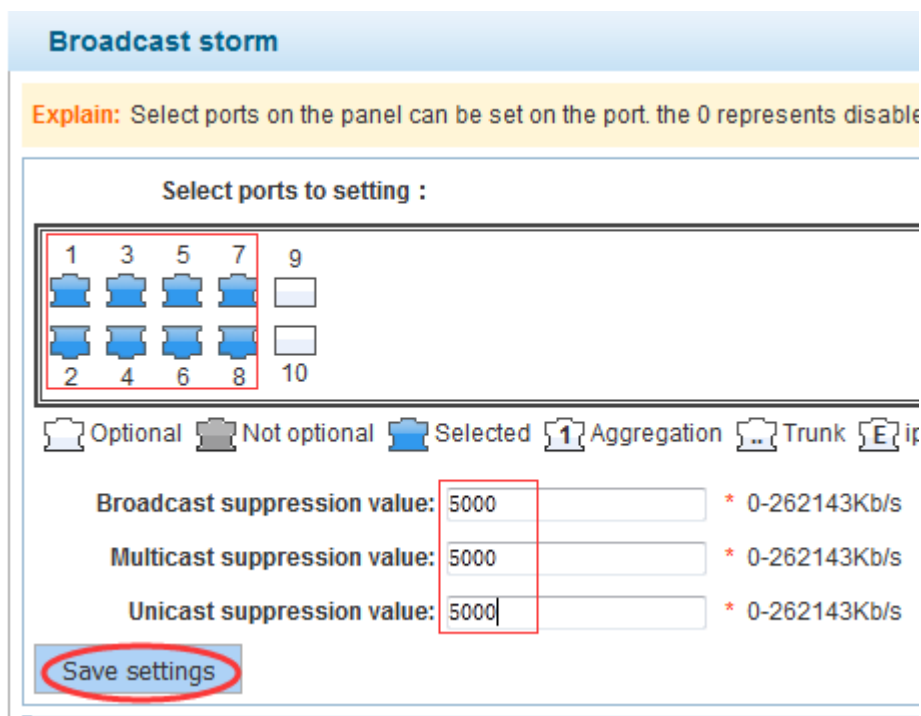 Broadcast storm
Explain: Select ports on the panel can be set on the port. the 0 represents disable
Select ports to setting :
1 3 5 7 9
2 4 6 8 10
Optional Not optional Selected 1 Aggregation .. Trunk E ip
Broadcast suppression value: 5000 * 0-262143Kb/s
Multicast suppression value: 5000 * 0-262143Kb/s
Unicast suppression value: 5000 * 0-262143Kb/s
Save settings